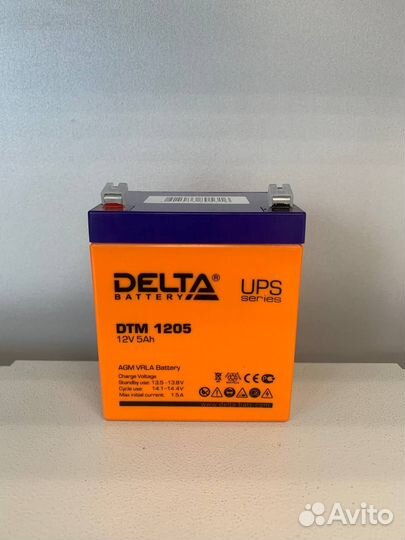 DELTA
BATTERY
UPS
series
DTM 1205
12V 5Ah
AGM VRLA Battery
Charge Voltage
Standby use: 13.5 -13.8V
Cycle use: 14.1 -14.4V
Max initial current: 1.5A
Avito